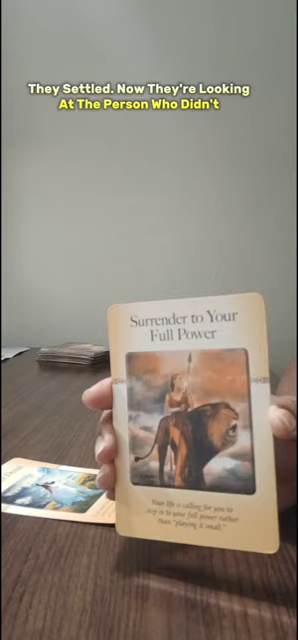 They Settled. Now They're Looking
At The Person Who Didn't
Surrender to Your
Full Power
Your life is calling for you to
step in to your full power rather
than "playing it small."